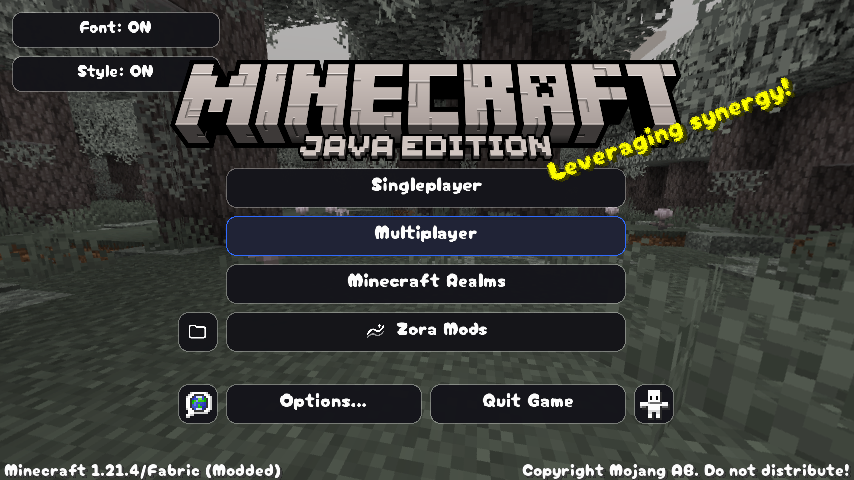 Font: ON
Style: ON
MINECRAFT
JAVA EDITION
Leveraging synergy!
Singleplayer
Multiplayer
Minecraft Realms
Zora Mods
Options...
Quit Game
Minecraft 1.21.4/Fabric (Modded)
Copyright Mojang AB. Do not distribute!